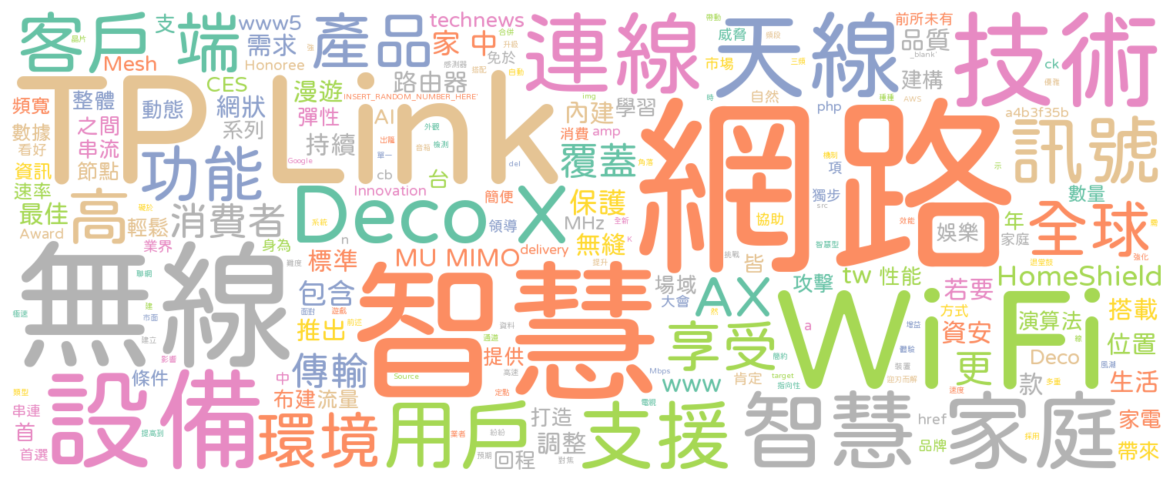 客戶端
支
www5
需求
Honoree
產品
technews
家中
連線
天線
技術
威脅
市場
前所未有
品質
建構
ck
Mesh
CES
路由器
免於
TP Link
頻寬
整體
動態
網狀
漫遊
彈性
INSERT_RANDOM_NUMBER_HERE
AI
內建
學習
自然
php
a4b3f35b
數據
看好
之間
串流
系列
持續
消費
amp
網路
訊號
資訊
節點
功能
Google
cb
覆蓋
項
速率
台
Innovation
Deco X
簡便
保護
獨步
數量
最佳
Award
高
輕鬆
消費者
領導
MHz
協助
src
娛樂
年
家庭
全球
業界
身為
n
標準
MU MIMO
delivery
無縫
皆
無線
智慧
場域
大會
攻擊
tw
性能
HomeShield
包含
AX
Wi Fi
若要
搭載
推出
享受
a
方式
資安
演算法
位置
條件
傳輸
提供
Source
www
Mbps
target
肯定
更
Deco
款
生活
設備
中
布建
流量
串連
首
首選
環境
用戶
打造
調整
回程
支援
智慧家庭
href
品牌
家電
帶來